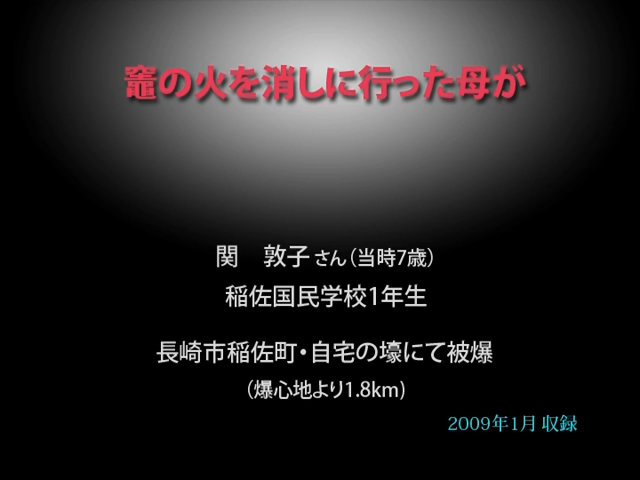 竈の火を消しに行った母が
関　敦子さん（当時7歳）
稲佐国民学校1年生
長崎市稲佐町・自宅の壕にて被爆
（爆心地より1.8km）
2009年1月 収録